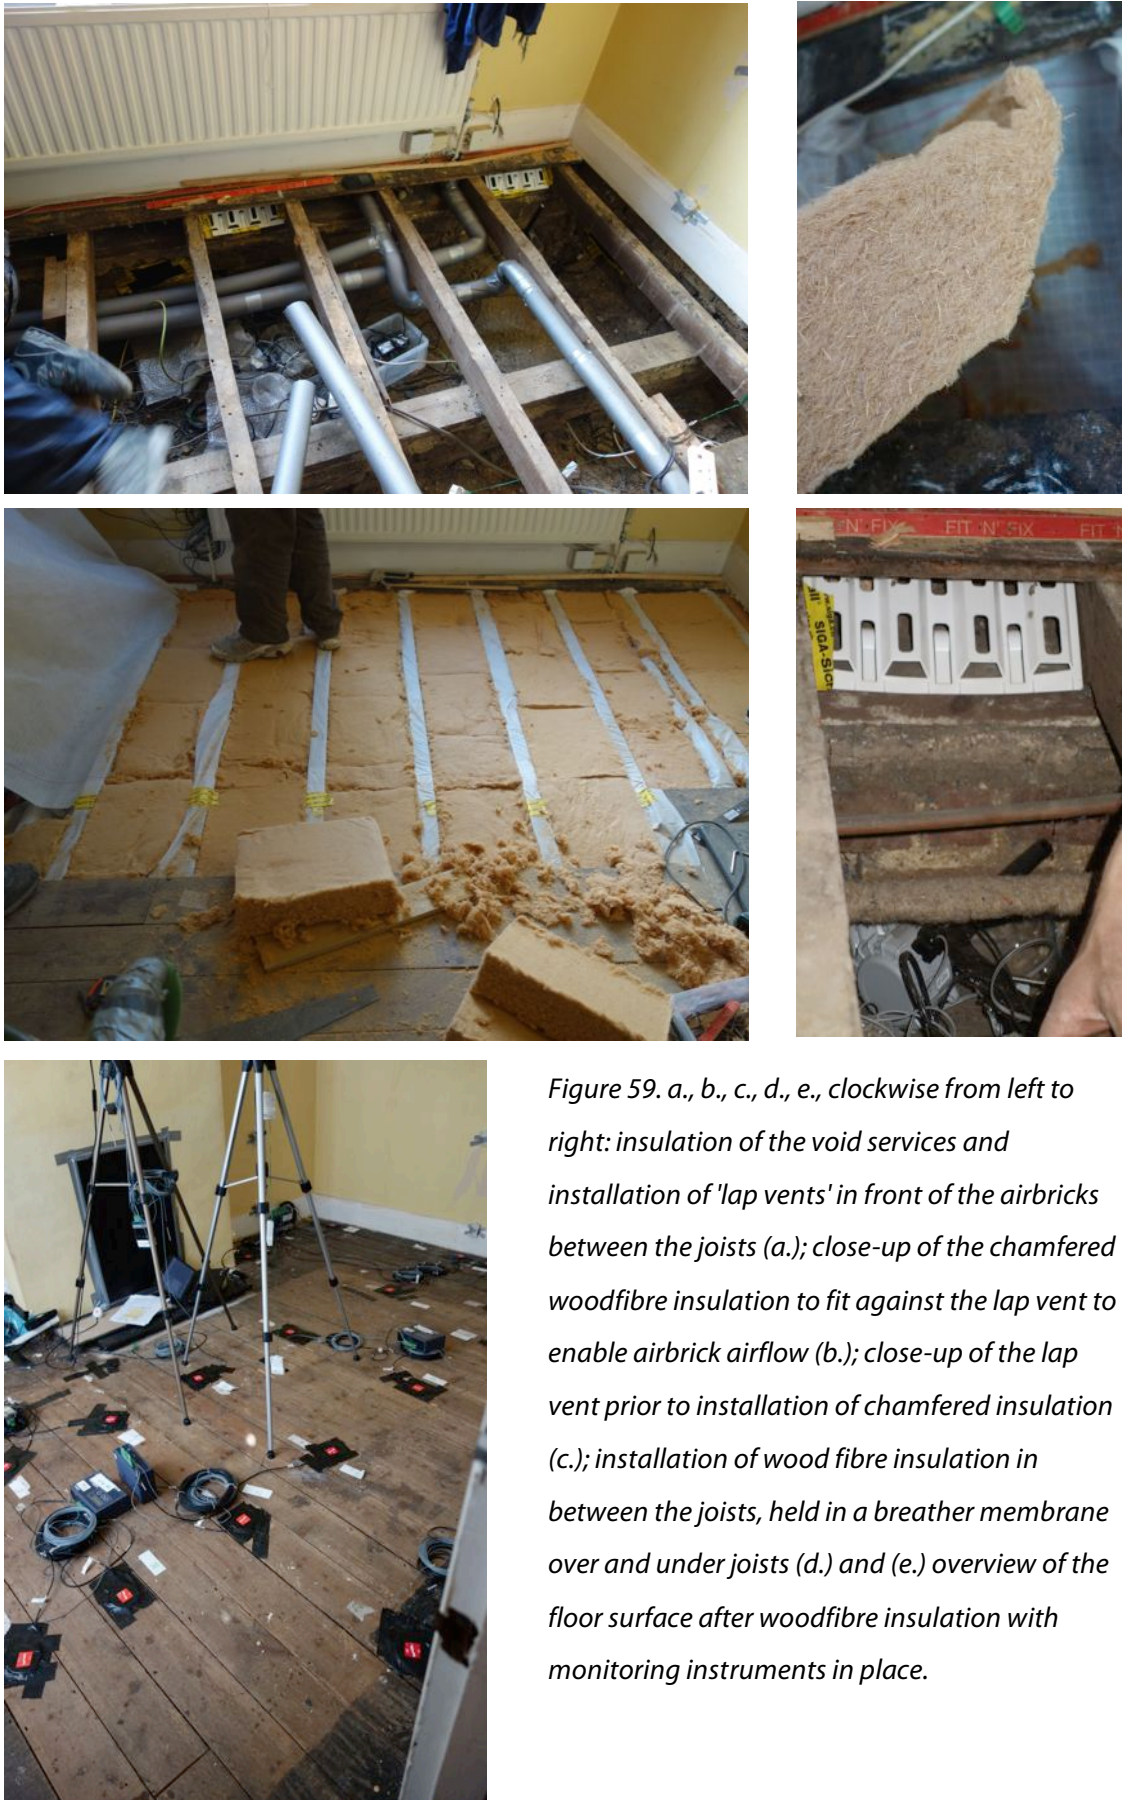 'N' FIX
FIT 'N' FIX
FIT 'N
SIGA-Sich
Figure 59. a., b., c., d., e., clockwise from left to
right: insulation of the void services and
installation of 'lap vents' in front of the airbricks
between the joists (a.); close-up of the chamfered
woodfibre insulation to fit against the lap vent to
enable airbrick airflow (b.); close-up of the lap
vent prior to installation of chamfered insulation
(c.); installation of wood fibre insulation in
between the joists, held in a breather membrane
over and under joists (d.) and (e.) overview of the
floor surface after woodfibre insulation with
monitoring instruments in place.